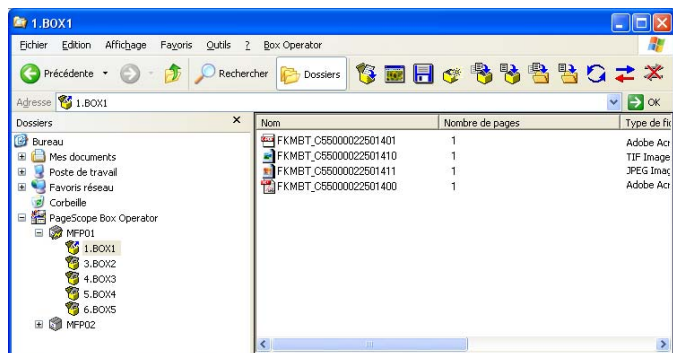 1.BOX1
Fichier Edition Affichage Favoris Outils ? Box Operator
Précédente Rechercher Dossiers
Adresse 1.BOX1 OK
Dossiers x
Nom Nombre de pages Type de fic
Bureau
Mes documents
Poste de travail
Favoris réseau
Corbeille
PageScope Box Operator
MFP01
1.BOX1
3.BOX2
4.BOX3
5.BOX4
6.BOX5
MFP02
FKMBT_C55000022501401 1 Adobe Acr
FKMBT_C55000022501410 1 TIF Image
FKMBT_C55000022501411 1 JPEG Imag
FKMBT_C55000022501400 1 Adobe Acr